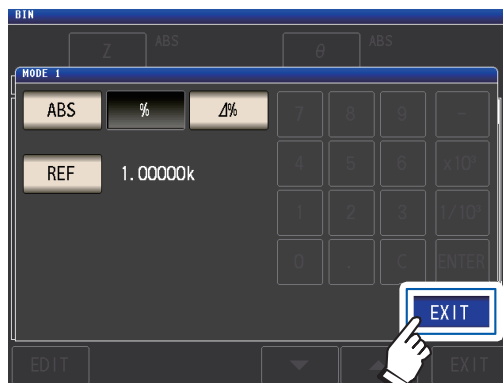 BIN
Z ABS θ ABS
MODE 1
ABS % Δ% 7 8 9 -
REF 1.00000k 4 5 6 x10³
1 2 3 1/10³
0 . C ENTER
EXIT
EDIT ▼ ▲ EXIT